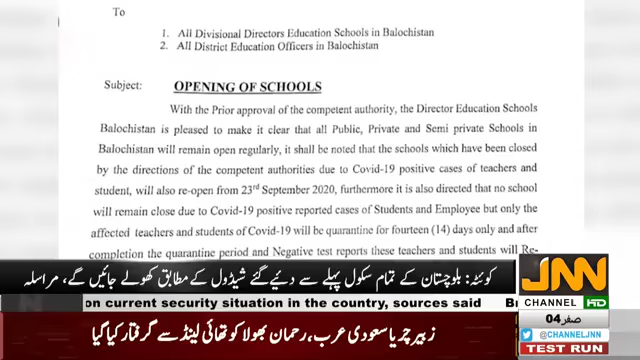 To
1. All Divisional Directors Education Schools in Balochistan
2. All District Education Officers in Balochistan
Subject: OPENING OF SCHOOLS
With the Prior approval of the competent authority, the Director Education Schools
Balochistan is pleased to make it clear that all Public, Private and Semi private Schools in
Balochistan will remain open regularly, it shall be noted that the schools which have been closed
by the directions of the competent authorities due to Covid-19 positive cases of teachers and
student, will also re-open from 23rd September 2020, furthermore it is also directed that no school
will remain close due to Covid-19 positive reported cases of Students and Employee but only the
affected teachers and students of Covid-19 will be quarantine for fourteen (14) days only and after
completion the quarantine period and Negative test reports these teachers and students will Re-
کوئٹہ: بلوچستان کے تمام سکول پہلے سے دیئے گئے شیڈول کے مطابق کھولے جائیں گے، مراسلہ
JNN
CHANNEL HD
on current security situation in the country, sources said Br
صفر 04
@CHANNELJNN
زبیر چریا سعودی عرب، رحمان بھولا کو تھائی لینڈ سے گرفتار کیا گیا
TEST RUN